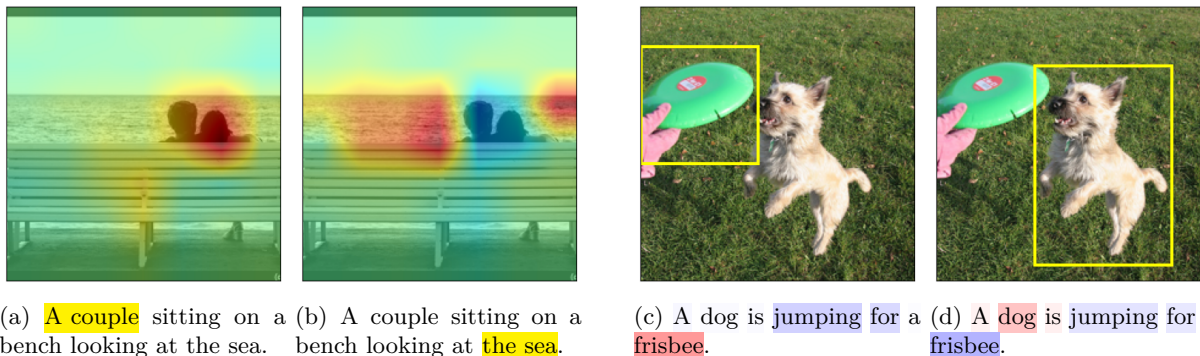 (a) A couple sitting on a
bench looking at the sea.
(b) A couple sitting on a
bench looking at the sea.
(c) A dog is jumping for a
frisbee.
(d) A dog is jumping for
frisbee.